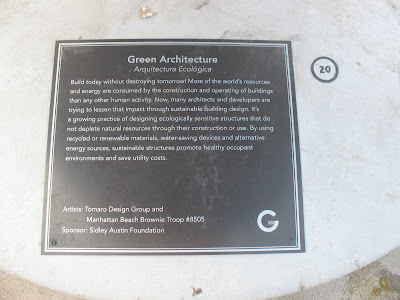 Green Architecture
Arquitectura Ecológica
Build today without destroying tomorrow! More of the world's resources
and energy are consumed by the construction and operating of buildings
than any other human activity. Now, many architects and developers are
trying to lessen that impact through sustainable building design. It's
a growing practice of designing ecologically sensitive structures that do
not deplete natural resources through their construction or use. By using
recycled or renewable materials, water-saving devices and alternative
energy sources, sustainable structures promote healthy occupant
environments and save utility costs.
Artists: Tomaro Design Group and
Manhattan Beach Brownie Troop #8505
Sponsor: Sidley Austin Foundation
G
20